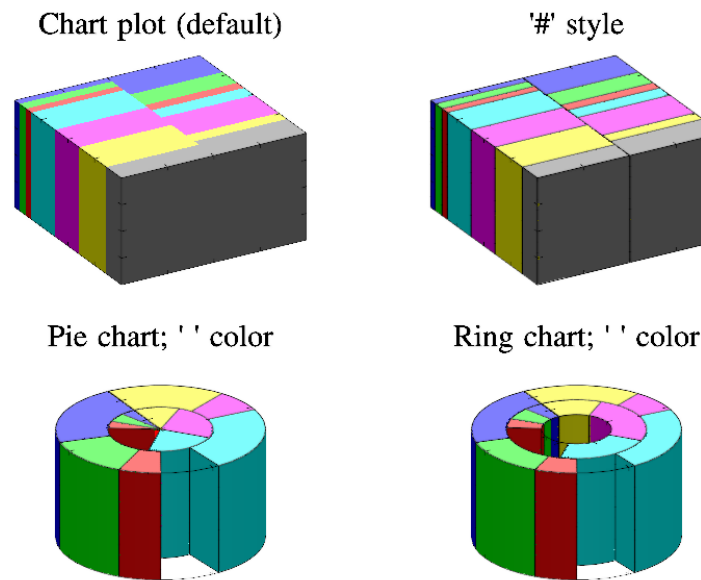 Chart plot (default)
'#' style
Pie chart; ' ' color
Ring chart; ' ' color